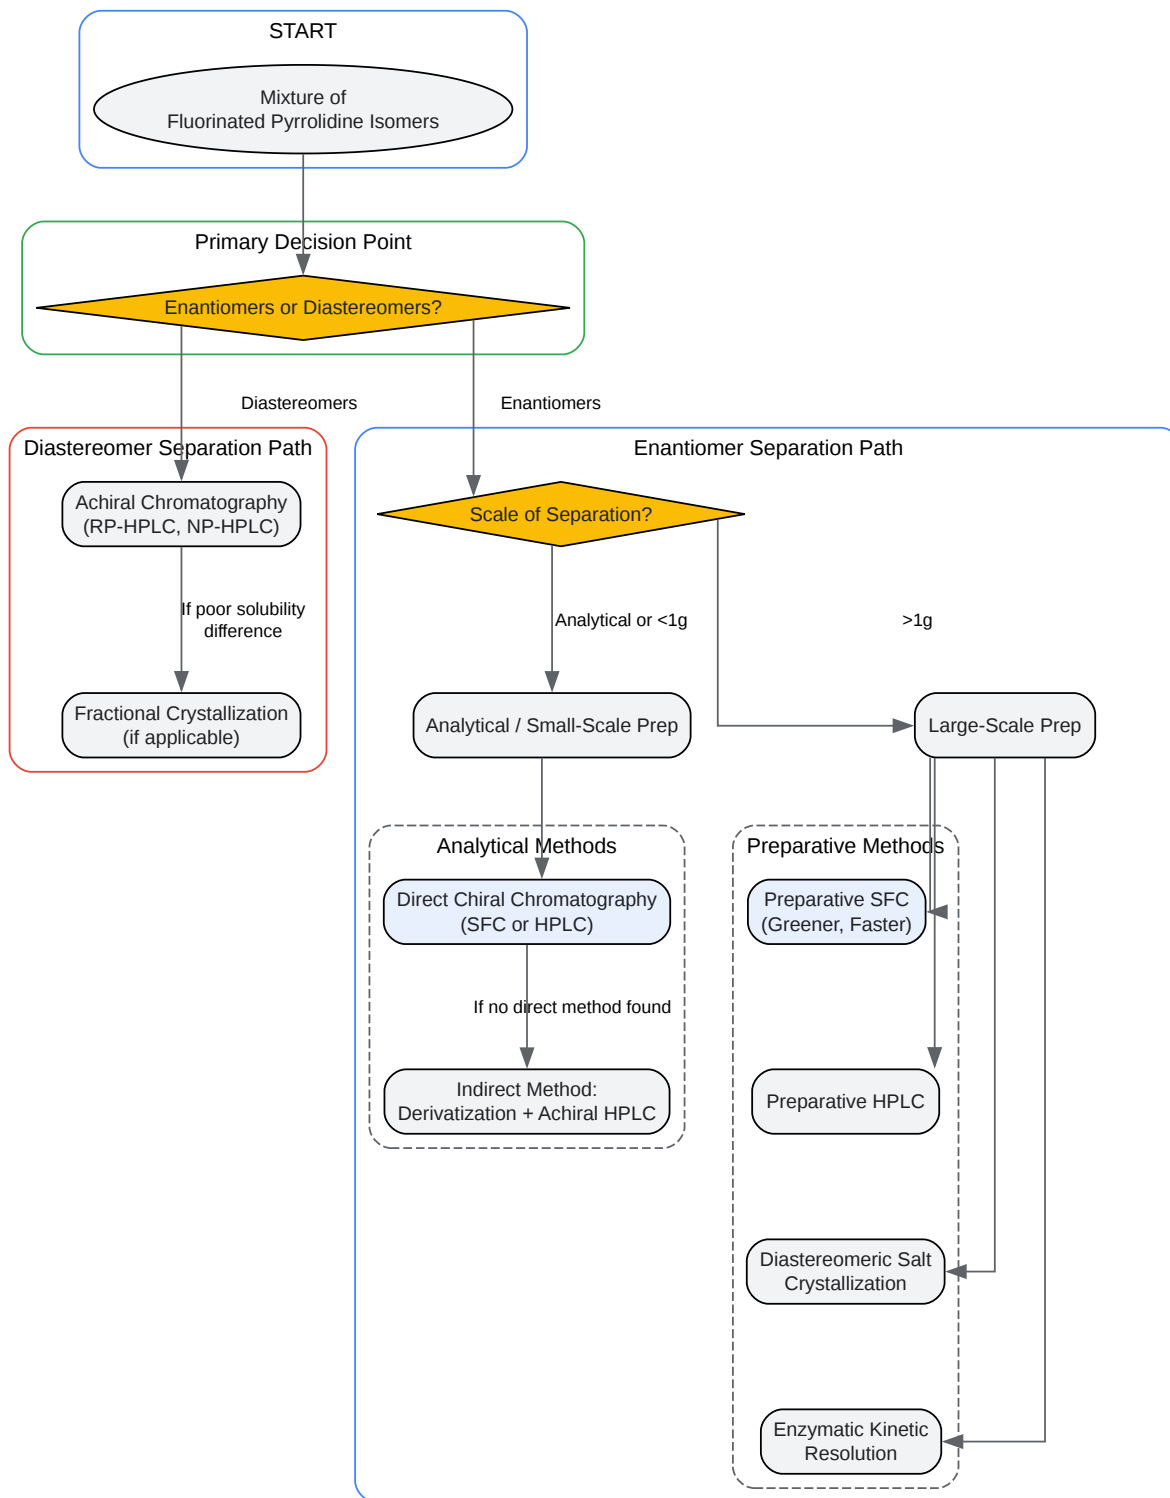 START
Mixture of
Fluorinated Pyrrolidine Isomers
Primary Decision Point
Enantiomers or Diastereomers?
Diastereomers
Enantiomers
Diastereomer Separation Path
Achiral Chromatography
(RP-HPLC, NP-HPLC)
If poor solubility
difference
Fractional Crystallization
(if applicable)
Enantiomer Separation Path
Scale of Separation?
Analytical or <1g
>1g
Analytical / Small-Scale Prep
Large-Scale Prep
Analytical Methods
Direct Chiral Chromatography
(SFC or HPLC)
If no direct method found
Indirect Method:
Derivatization + Achiral HPLC
Preparative Methods
Preparative SFC
(Greener, Faster)
Preparative HPLC
Diastereomeric Salt
Crystallization
Enzymatic Kinetic
Resolution